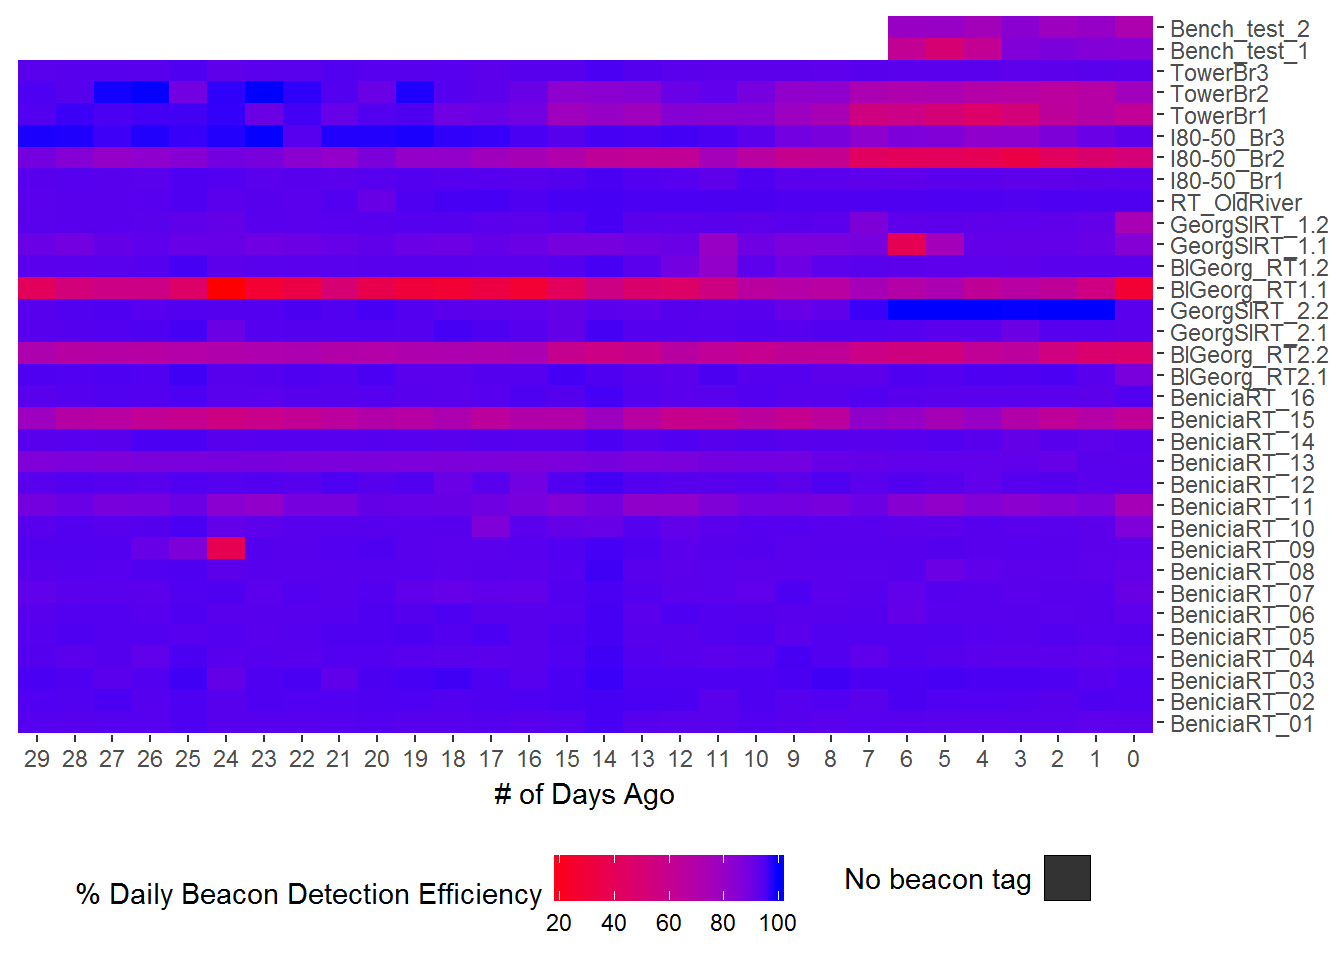 Bench_test_2
Bench_test_1
TowerBr3
TowerBr2
TowerBr1
I80-50_Br3
I80-50_Br2
I80-50_Br1
RT_OldRiver
GeorgSlRT_1.2
GeorgSlRT_1.1
BlGeorg_RT1.2
BlGeorg_RT1.1
GeorgSlRT_2.2
GeorgSlRT_2.1
BlGeorg_RT2.2
BlGeorg_RT2.1
BeniciaRT_16
BeniciaRT_15
BeniciaRT_14
BeniciaRT_13
BeniciaRT_12
BeniciaRT_11
BeniciaRT_10
BeniciaRT_09
BeniciaRT_08
BeniciaRT_07
BeniciaRT_06
BeniciaRT_05
BeniciaRT_04
BeniciaRT_03
BeniciaRT_02
BeniciaRT_01
29 28 27 26 25 24 23 22 21 20 19 18 17 16 15 14 13 12 11 10 9 8 7 6 5 4 3 2 1 0
# of Days Ago
% Daily Beacon Detection Efficiency
20 40 60 80 100
No beacon tag